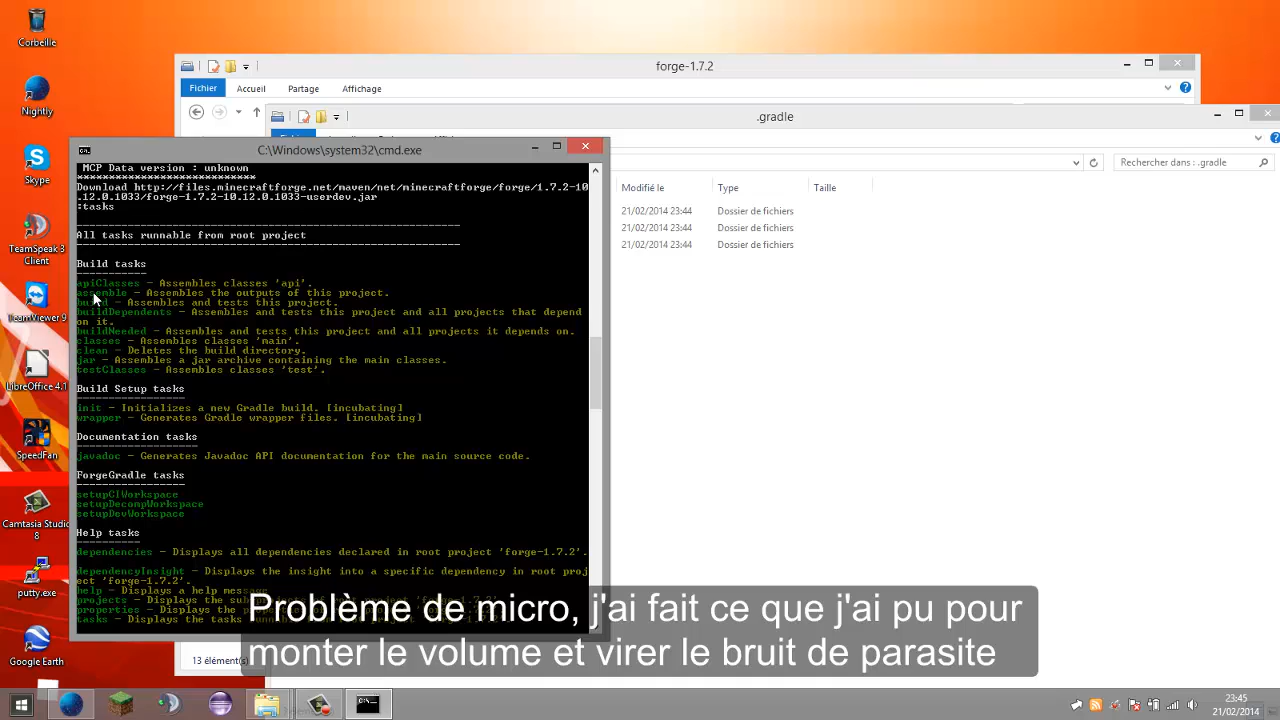 Corbeille
Nightly
Skype
TeamSpeak 3
Client
TeamViewer 9
LibreOffice 4.1
SpeedFan
Camtasia Studio
8
putty.exe
Google Earth
forge-1.7.2
Fichier Accueil Partage Affichage
.gradle
Rechercher dans : .gradle
Modifié le Type Taille
21/02/2014 23:44 Dossier de fichiers
21/02/2014 23:44 Dossier de fichiers
21/02/2014 23:44 Dossier de fichiers
C:\Windows\system32\cmd.exe
MCP Data version : unknown
****************************
Download http://files.minecraftforge.net/maven/net/minecraftforge/forge/1.7.2-10
.12.0.1033/forge-1.7.2-10.12.0.1033-userdev.jar
:tasks
All tasks runnable from root project
Build tasks
apiClasses - Assembles classes 'api'.
assemble - Assembles the outputs of this project.
build - Assembles and tests this project.
buildDependents - Assembles and tests this project and all projects that depend
on it.
buildNeeded - Assembles and tests this project and all projects it depends on.
classes - Assembles classes 'main'.
clean - Deletes the build directory.
jar - Assembles a jar archive containing the main classes.
testClasses - Assembles classes 'test'.
Build Setup tasks
init - Initializes a new Gradle build. [incubating]
wrapper - Generates Gradle wrapper files. [incubating]
Documentation tasks
javadoc - Generates Javadoc API documentation for the main source code.
ForgeGradle tasks
setupCIWorkspace
setupDecompWorkspace
setupDevWorkspace
Help tasks
dependencies - Displays all dependencies declared in root project 'forge-1.7.2'.
dependencyInsight - Displays the insight into a specific dependency in root proj
ect 'forge-1.7.2'.
help - Displays a help message
projects - Displays the
properties - Displays the
tasks - Displays the tasks
Problème de micro, j'ai fait ce que j'ai pu pour
monter le volume et virer le bruit de parasite
13 élément(s)
23:45
21/02/2014